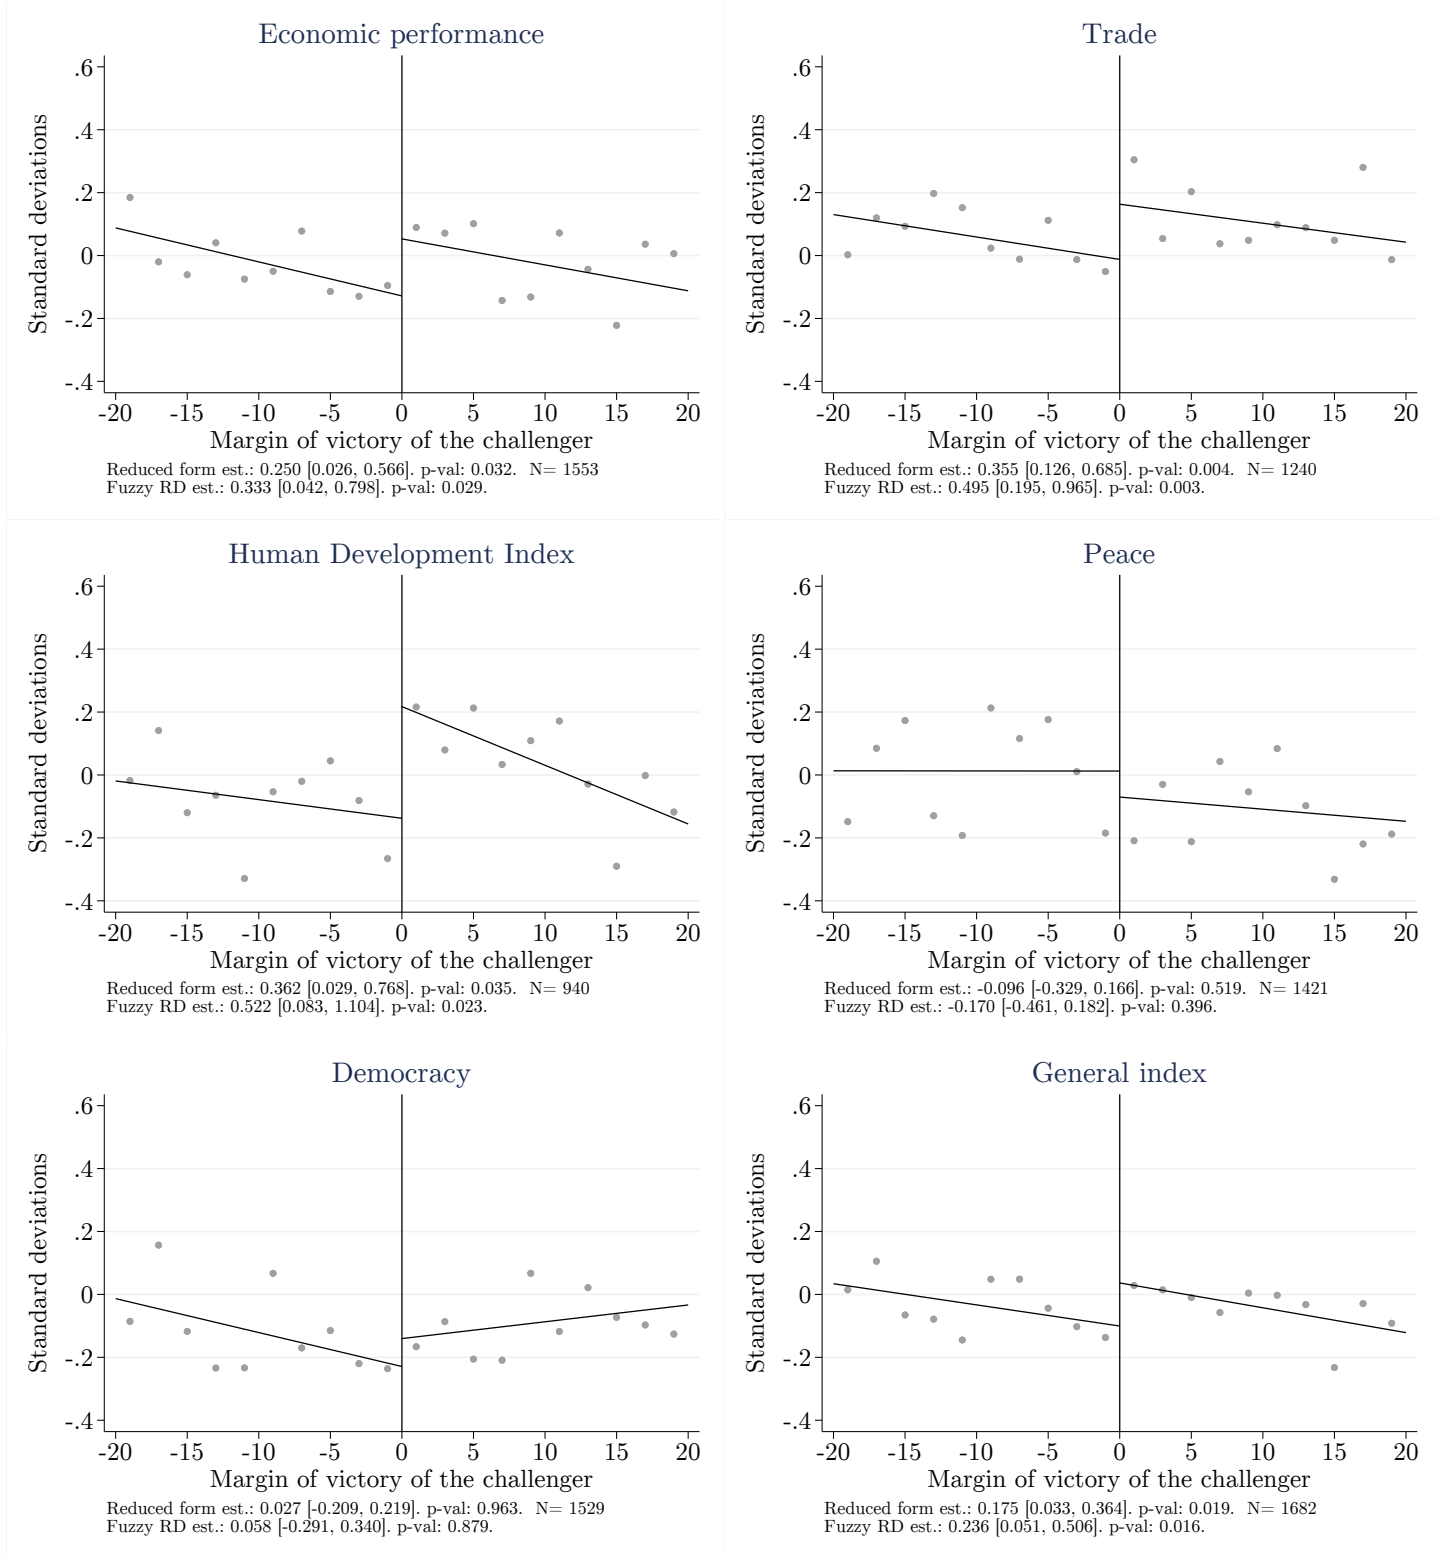 Economic performance
Standard deviations
.6
.4
.2
0
-.2
-.4
-20 -15 -10 -5 0 5 10 15 20
Margin of victory of the challenger
Reduced form est.: 0.250 [0.026, 0.566]. p-val: 0.032. N= 1553
Fuzzy RD est.: 0.333 [0.042, 0.798]. p-val: 0.029.
Trade
Standard deviations
.6
.4
.2
0
-.2
-.4
-20 -15 -10 -5 0 5 10 15 20
Margin of victory of the challenger
Reduced form est.: 0.355 [0.126, 0.685]. p-val: 0.004. N= 1240
Fuzzy RD est.: 0.495 [0.195, 0.965]. p-val: 0.003.
Human Development Index
Standard deviations
.6
.4
.2
0
-.2
-.4
-20 -15 -10 -5 0 5 10 15 20
Margin of victory of the challenger
Reduced form est.: 0.362 [0.029, 0.768]. p-val: 0.035. N= 940
Fuzzy RD est.: 0.522 [0.083, 1.104]. p-val: 0.023.
Peace
Standard deviations
.6
.4
.2
0
-.2
-.4
-20 -15 -10 -5 0 5 10 15 20
Margin of victory of the challenger
Reduced form est.: -0.096 [-0.329, 0.166]. p-val: 0.519. N= 1421
Fuzzy RD est.: -0.170 [-0.461, 0.182]. p-val: 0.396.
Democracy
Standard deviations
.6
.4
.2
0
-.2
-.4
-20 -15 -10 -5 0 5 10 15 20
Margin of victory of the challenger
Reduced form est.: 0.027 [-0.209, 0.219]. p-val: 0.963. N= 1529
Fuzzy RD est.: 0.058 [-0.291, 0.340]. p-val: 0.879.
General index
Standard deviations
.6
.4
.2
0
-.2
-.4
-20 -15 -10 -5 0 5 10 15 20
Margin of victory of the challenger
Reduced form est.: 0.175 [0.033, 0.364]. p-val: 0.019. N= 1682
Fuzzy RD est.: 0.236 [0.051, 0.506]. p-val: 0.016.